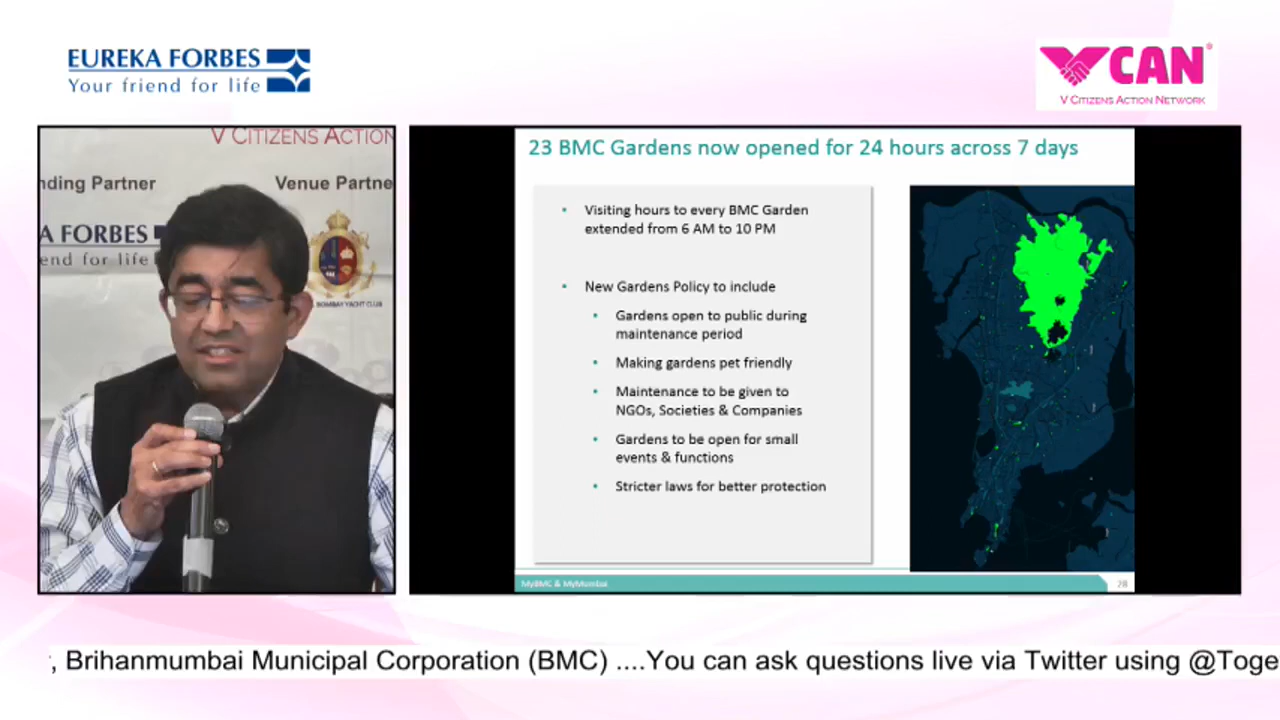 EUREKA FORBES
Your friend for life
VCAN
V CITIZENS ACTION NETWORK
V CITIZENS ACTION
Partner
Venue Partne
A FORBES
end for life
BOMBAY YACHT CLUB
23 BMC Gardens now opened for 24 hours across 7 days
• Visiting hours to every BMC Garden
extended from 6 AM to 10 PM
• New Gardens Policy to include
• Gardens open to public during
maintenance period
• Making gardens pet friendly
• Maintenance to be given to
NGOs, Societies & Companies
• Gardens to be open for small
events & functions
• Stricter laws for better protection
MyBMC & MyMumbai
28
, Brihanmumbai Municipal Corporation (BMC) ....You can ask questions live via Twitter using @Toge